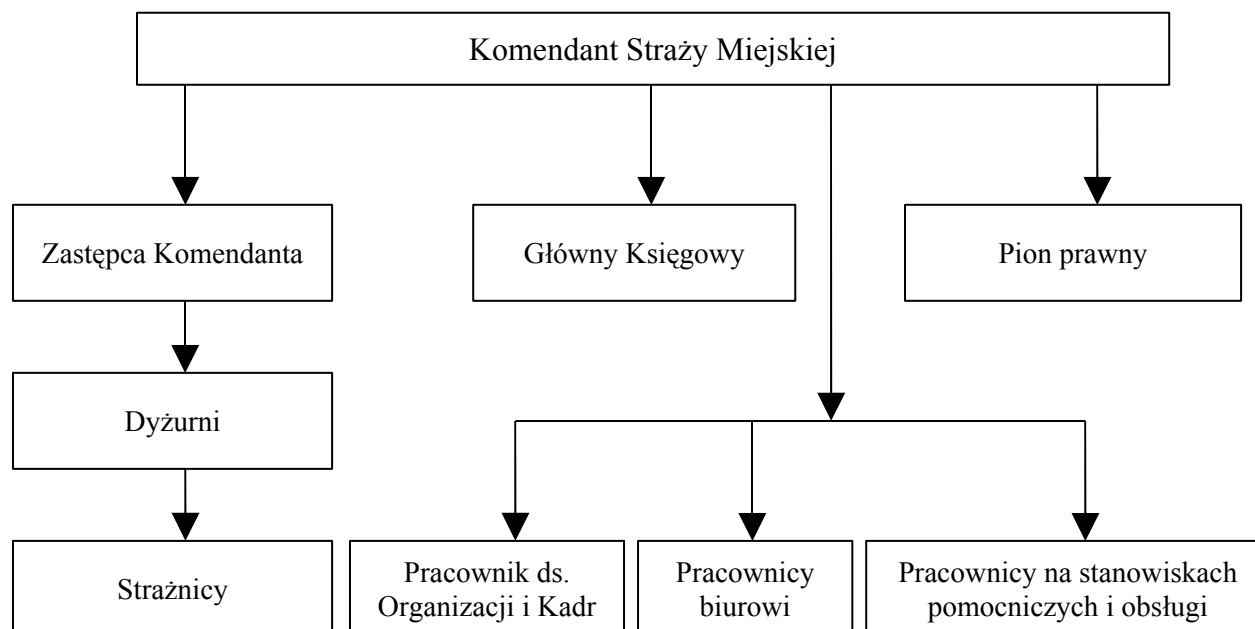 Komendant Straży Miejskiej
Zastępca Komendanta
Główny Księgowy
Pion prawny
Dyżurni
Strażnicy
Pracownik ds.
Organizacji i Kadr
Pracownicy
biurowi
Pracownicy na stanowiskach
pomocniczych i obsługi